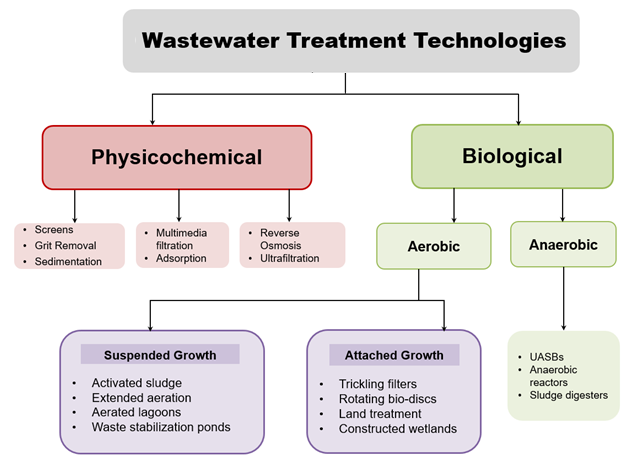 Wastewater Treatment Technologies
Physicochemical
Biological
• Screens
• Grit Removal
• Sedimentation
• Multimedia
filtration
• Adsorption
• Reverse
Osmosis
• Ultrafiltration
Aerobic
Anaerobic
Suspended Growth
• Activated sludge
• Extended aeration
• Aerated lagoons
• Waste stabilization ponds
Attached Growth
• Trickling filters
• Rotating bio-discs
• Land treatment
• Constructed wetlands
• UASBs
• Anaerobic
reactors
• Sludge digesters